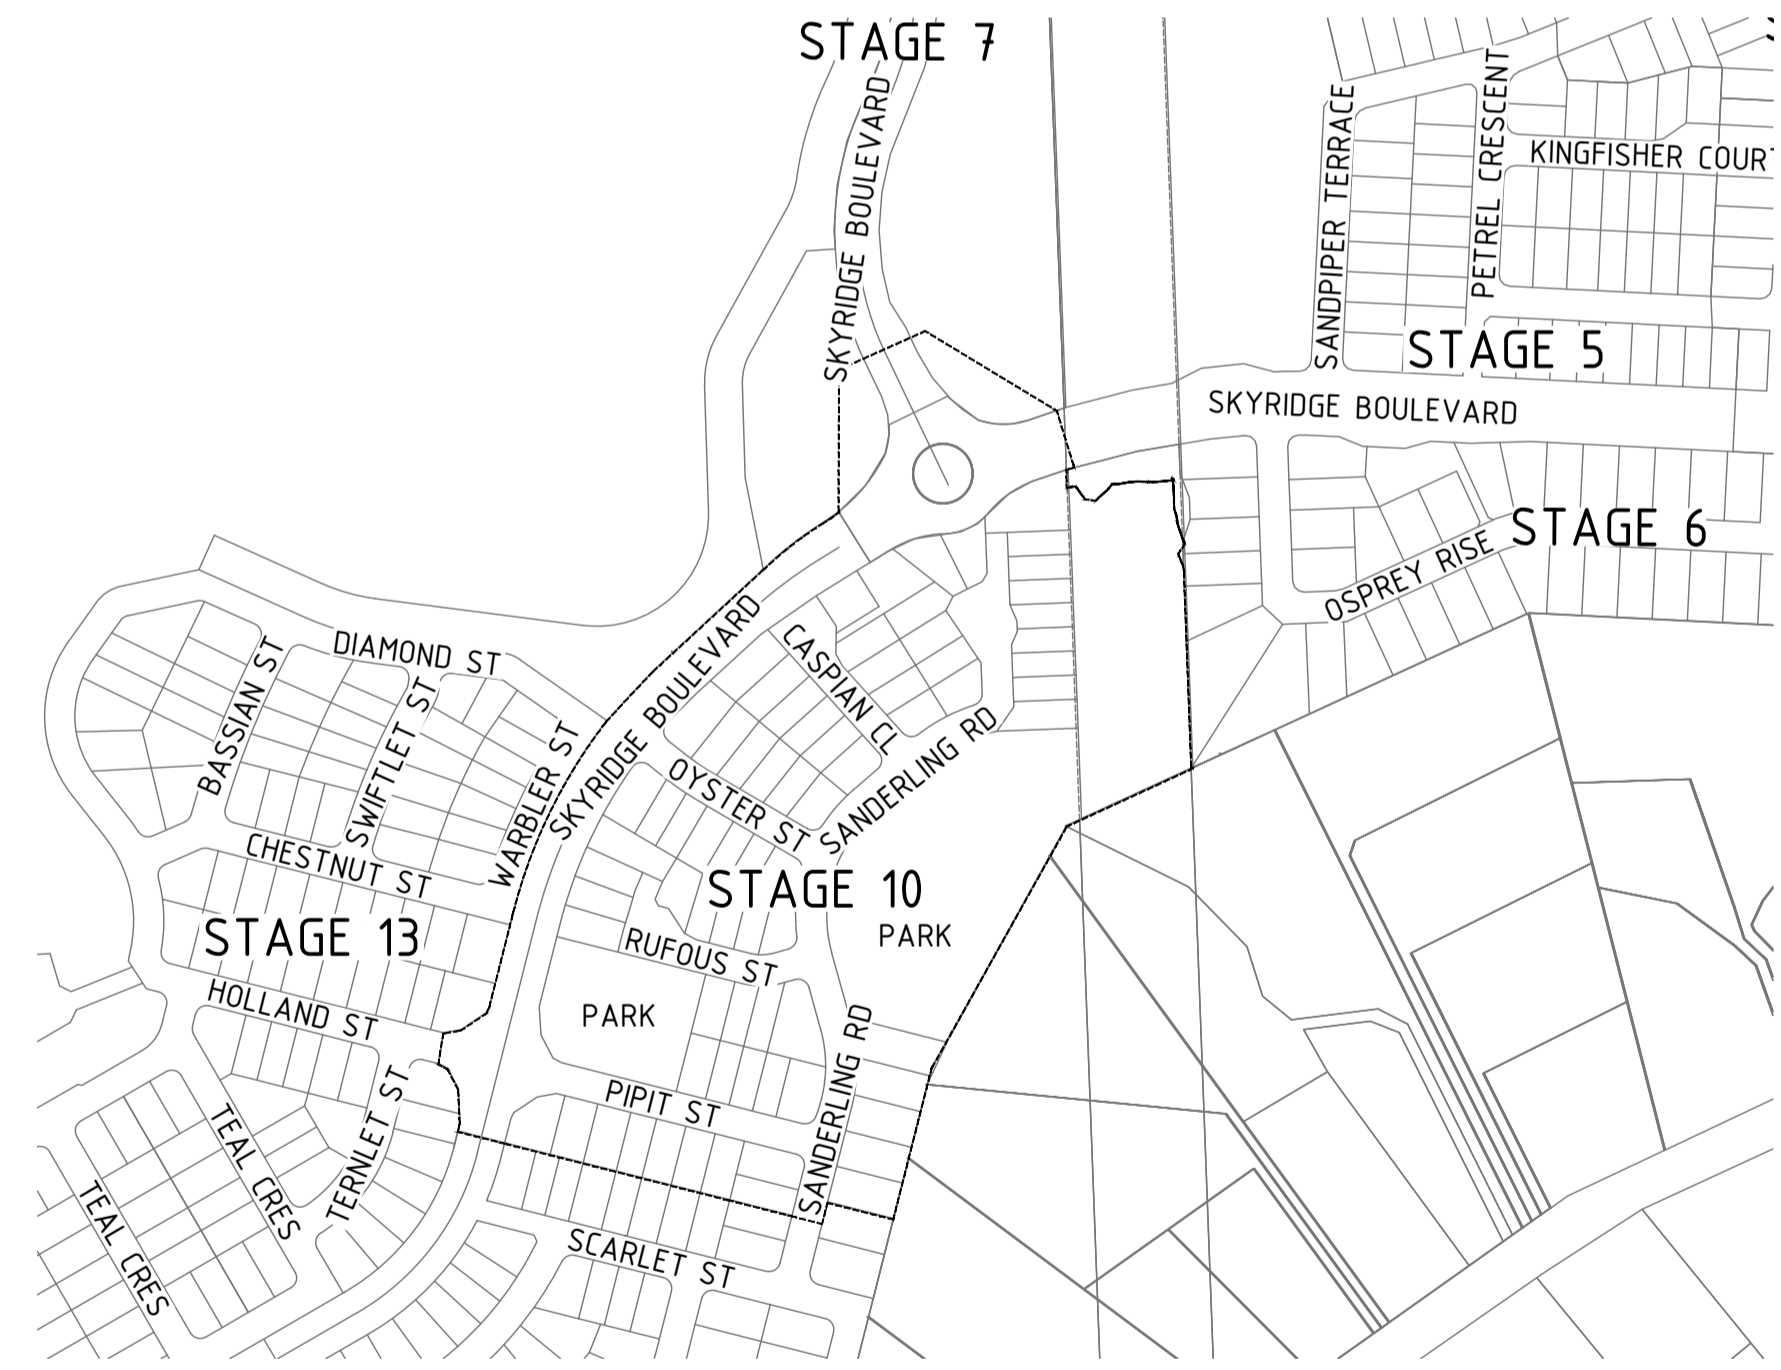 STAGE 7
SKYRIDGE BOULEVARD
SANDPIPER TERRACE
PETREL CRESCENT
KINGFISHER COURT
STAGE 5
SKYRIDGE BOULEVARD
STAGE 6
OSPREY RISE
DIAMOND ST
BASSIAN ST
SWIFTLET ST
WARBLER ST
SKYRIDGE BOULEVARD
CASPIAN CL
SANDERLING RD
OYSTER ST
CHESTNUT ST
STAGE 10
STAGE 13
PARK
RUFOUS ST
HOLLAND ST
PARK
SANDERLING RD
PIPIT ST
TERNLET ST
TEAL CRES
TEAL CRES
SCARLET ST